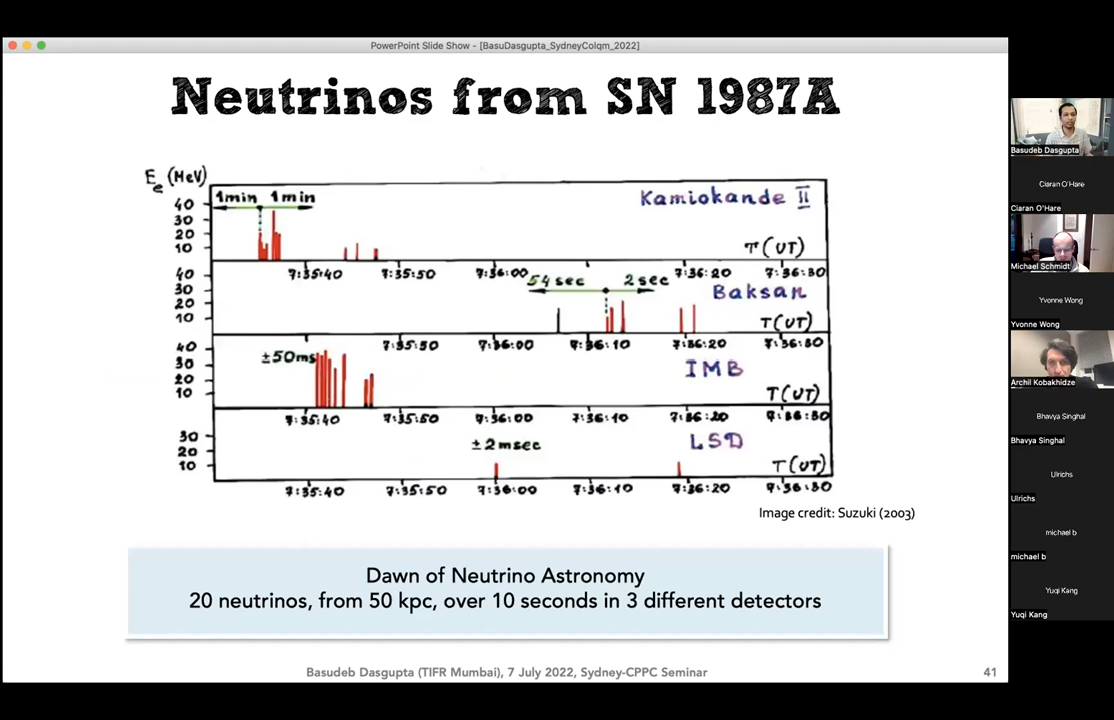 PowerPoint Slide Show - [BasuDasgupta_SydneyColqm_2022]
Neutrinos from SN 1987A
Ee (MeV)
1min 1min
Kamiokande II
40
30
20
10
T (UT)
7:35:40 7:35:50 7:36:00 7:36:20 7:36:30
54 sec 2 sec
Baksan
40
30
20
10
T (UT)
7:35:50 7:36:00 7:36:10 7:36:20 7:36:30
±50ms
IMB
40
30
20
10
T (UT)
7:35:40 7:35:50 7:36:00 7:36:10 7:36:20 7:36:30
±2msec
LSD
30
20
10
T (UT)
7:35:40 7:35:50 7:36:00 7:36:10 7:36:20 7:36:30
Image credit: Suzuki (2003)
Dawn of Neutrino Astronomy
20 neutrinos, from 50 kpc, over 10 seconds in 3 different detectors
Basudeb Dasgupta (TIFR Mumbai), 7 July 2022, Sydney-CPPC Seminar
41
Basudeb Dasgupta
Ciaran O'Hare
Ciaran O'Hare
Michael Schmidt
Yvonne Wong
Yvonne Wong
Archil Kobakhidze
Bhavya Singhal
Bhavya Singhal
Ulrichs
Ulrichs
michael b
michael b
Yuqi Kang
Yuqi Kang